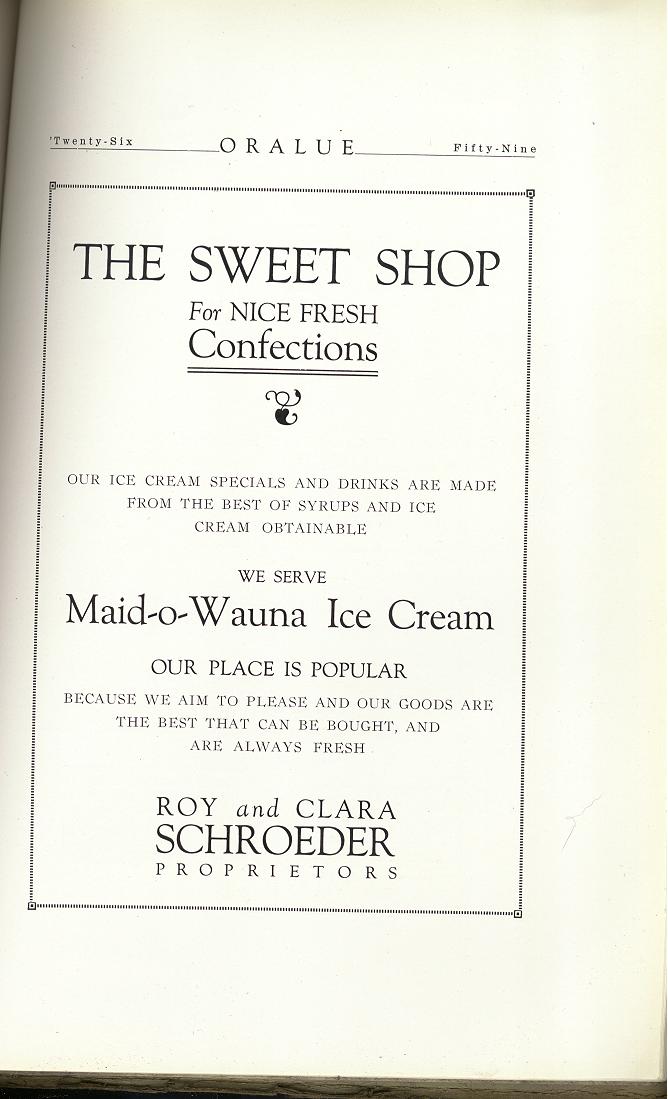 'Twenty-Six ORALUE Fifty-Nine
THE SWEET SHOP
For NICE FRESH
Confections
OUR ICE CREAM SPECIALS AND DRINKS ARE MADE
FROM THE BEST OF SYRUPS AND ICE
CREAM OBTAINABLE
WE SERVE
Maid-o-Wauna Ice Cream
OUR PLACE IS POPULAR
BECAUSE WE AIM TO PLEASE AND OUR GOODS ARE
THE BEST THAT CAN BE BOUGHT, AND
ARE ALWAYS FRESH
ROY and CLARA
SCHROEDER
PROPRIETORS